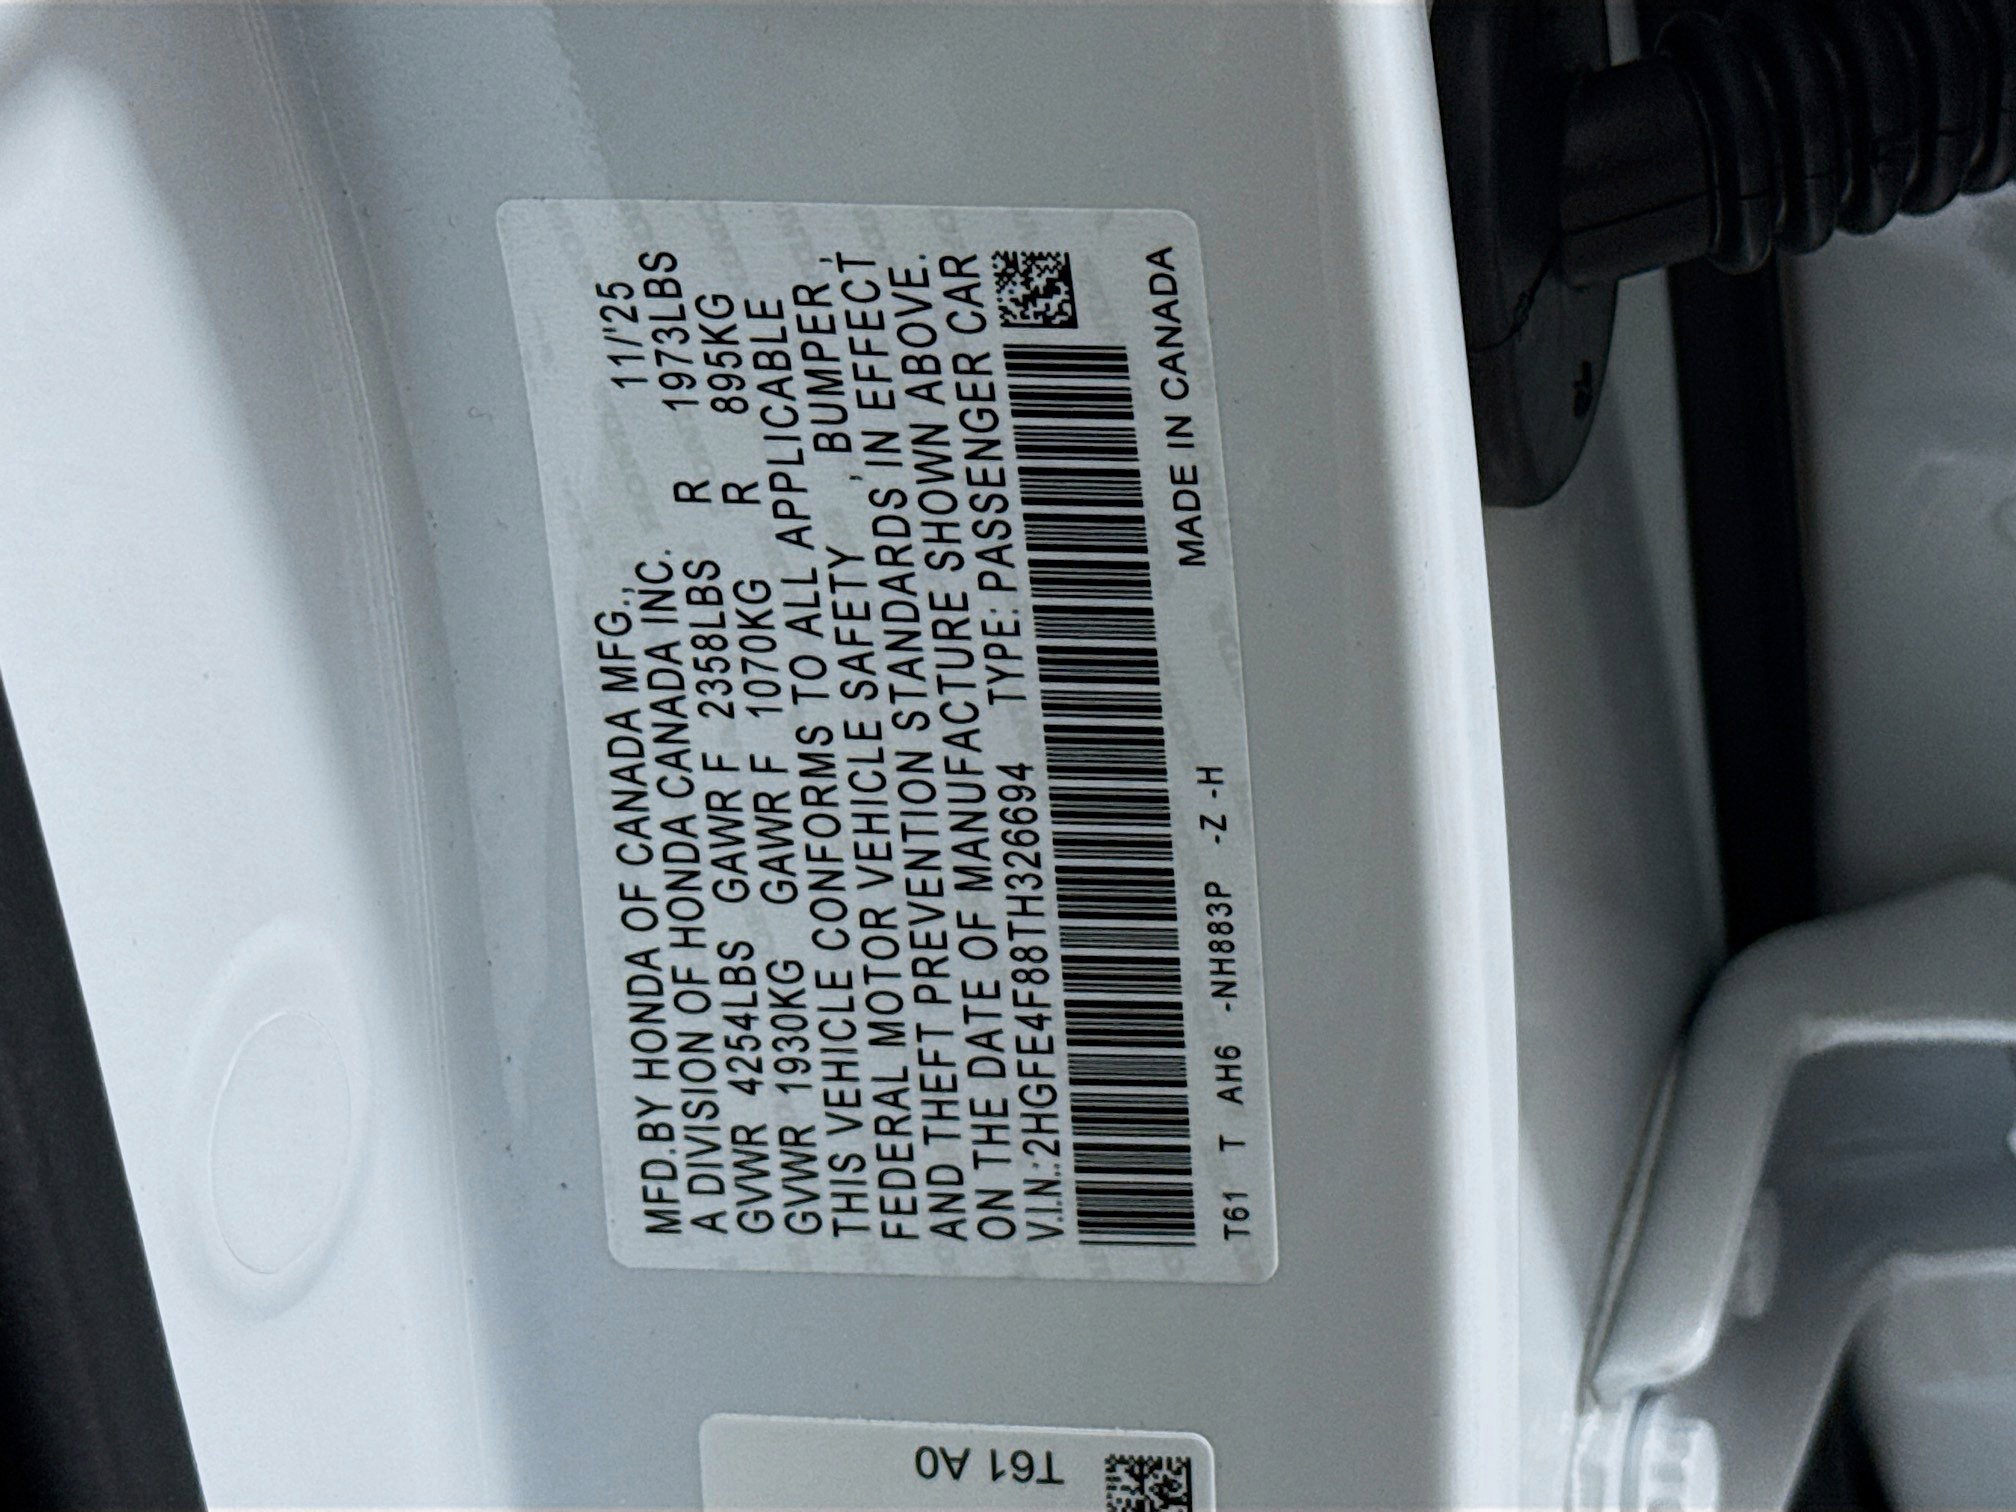 MFD.BY HONDA OF CANADA MFG., 11/'25
A DIVISION OF HONDA CANADA INC.
GVWR 4254LBS GAWR F 2358LBS R 1973LBS
GVWR 1930KG GAWR F 1070KG R 895KG
THIS VEHICLE CONFORMS TO ALL APPLICABLE
FEDERAL MOTOR VEHICLE SAFETY , BUMPER ,
AND THEFT PREVENTION STANDARDS IN EFFECT
ON THE DATE OF MANUFACTURE SHOWN ABOVE.
V.I.N.:2HGFE4F88TH326694 TYPE: PASSENGER CAR
MADE IN CANADA
T61 T AH6 -NH883P -Z -H
T61 A0